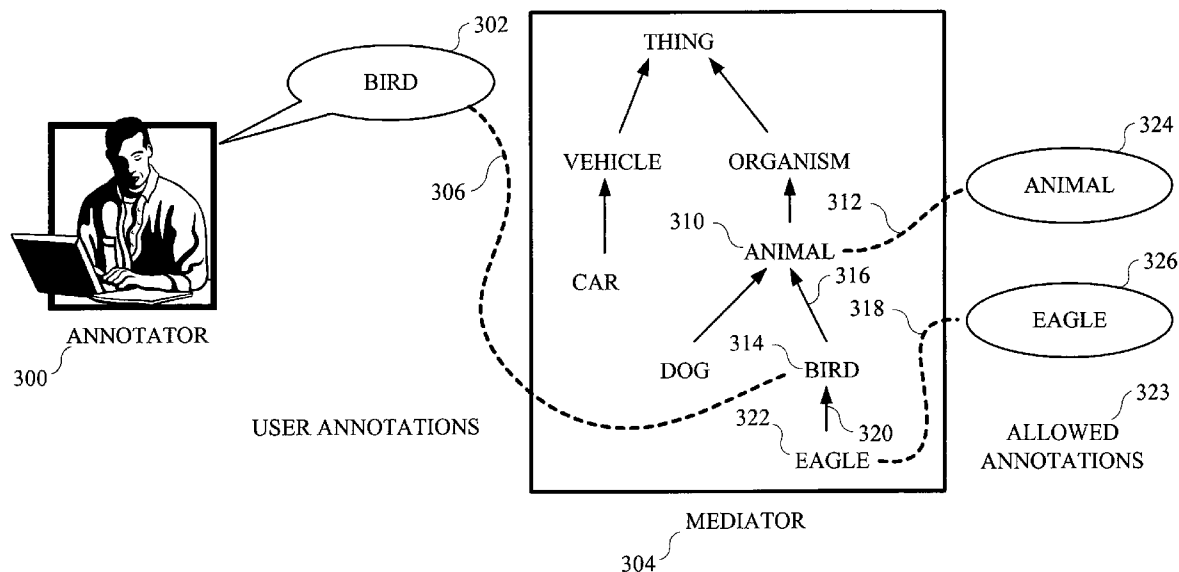 302
THING
BIRD
324
VEHICLE
ORGANISM
306
312
ANIMAL
310
ANIMAL
326
CAR
316
318
EAGLE
ANNOTATOR
314
300
DOG
BIRD
323
USER ANNOTATIONS
322
320
ALLOWED
ANNOTATIONS
EAGLE
MEDIATOR
304